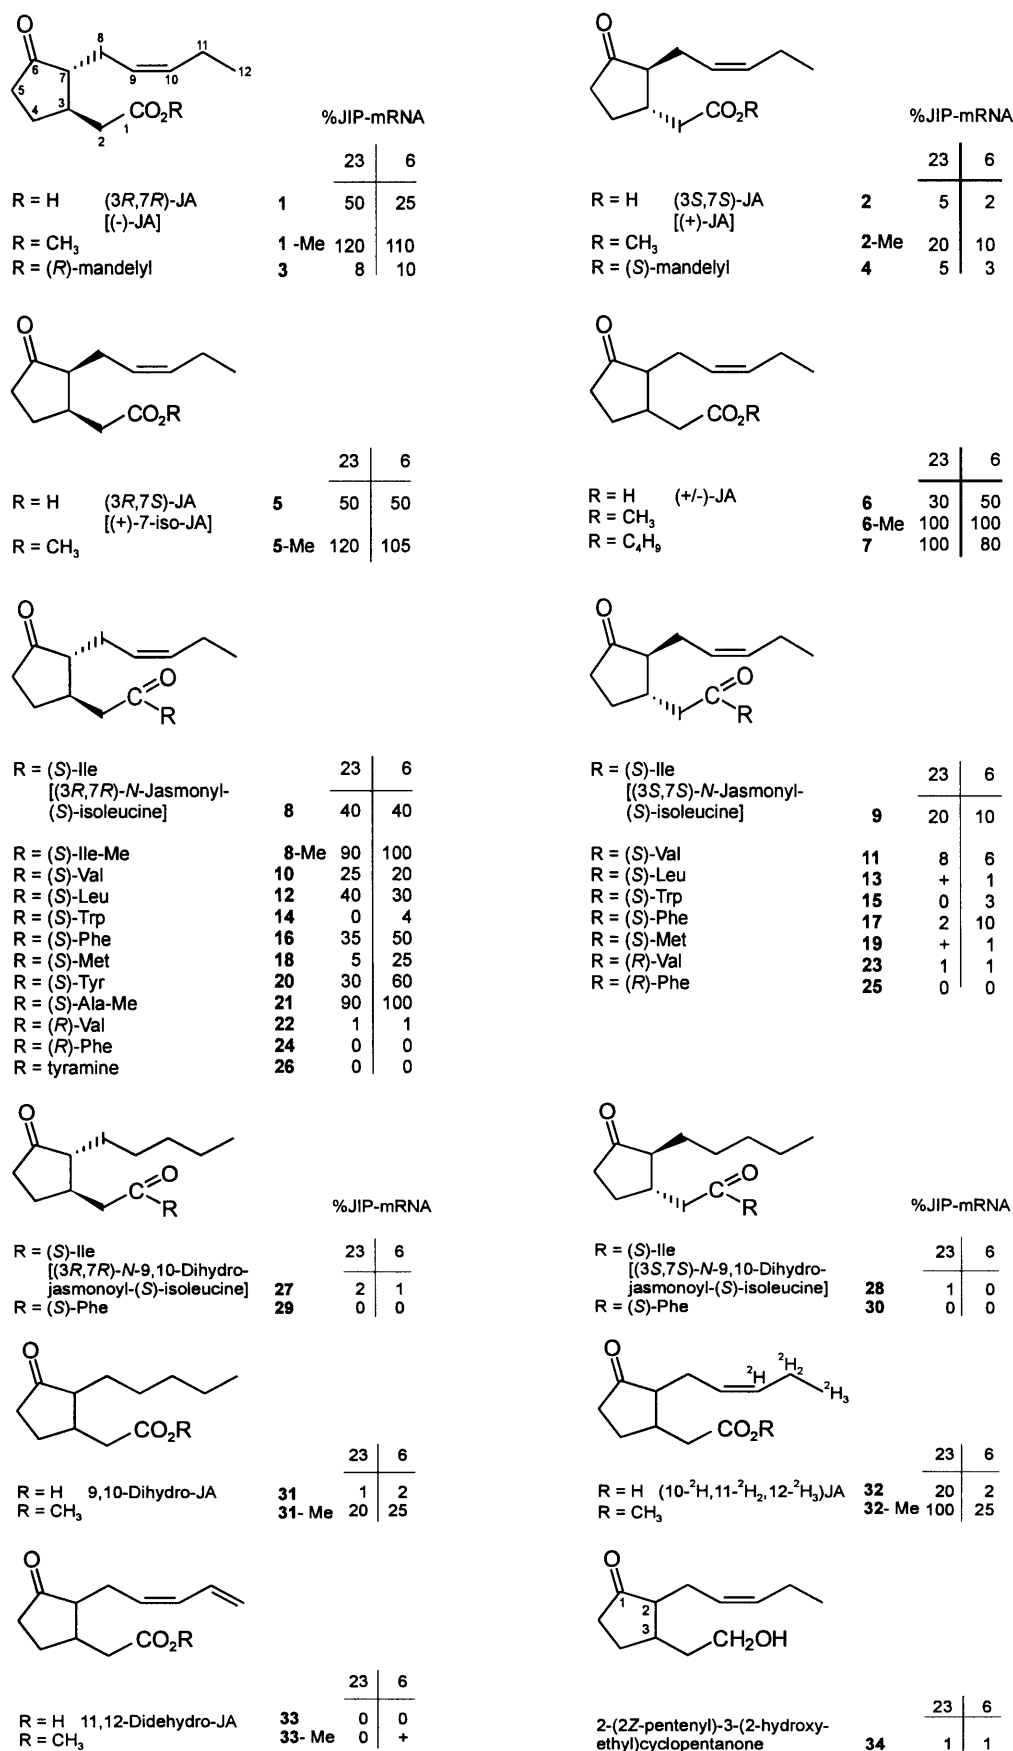 O
8
11
6
7
9
10
12
5
4
3
CO₂R
1
2
%JIP-mRNA
23 6
R = H (3R,7R)-JA 1 50 25
[(-)-JA]
R = CH₃ 1 -Me 120 110
R = (R)-mandelyl 3 8 10
O
CO₂R
%JIP-mRNA
23 6
R = H (3S,7S)-JA 2 5 2
[(+)-JA]
R = CH₃ 2-Me 20 10
R = (S)-mandelyl 4 5 3
O
CO₂R
23 6
R = H (3R,7S)-JA 5 50 50
[(+)-7-iso-JA]
R = CH₃ 5-Me 120 105
O
CO₂R
23 6
R = H (+/-)-JA 6 30 50
R = CH₃ 6-Me 100 100
R = C₄H₉ 7 100 80
O
C=O
R
R = (S)-Ile 23 6
[(3R,7R)-N-Jasmonyl-
(S)-isoleucine] 8 40 40
R = (S)-Ile-Me 8-Me 90 100
R = (S)-Val 10 25 20
R = (S)-Leu 12 40 30
R = (S)-Trp 14 0 4
R = (S)-Phe 16 35 50
R = (S)-Met 18 5 25
R = (S)-Tyr 20 30 60
R = (S)-Ala-Me 21 90 100
R = (R)-Val 22 1 1
R = (R)-Phe 24 0 0
R = tyramine 26 0 0
O
C=O
R
R = (S)-Ile 23 6
[(3S,7S)-N-Jasmonyl-
(S)-isoleucine] 9 20 10
R = (S)-Val 11 8 6
R = (S)-Leu 13 + 1
R = (S)-Trp 15 0 3
R = (S)-Phe 17 2 10
R = (S)-Met 19 + 1
R = (R)-Val 23 1 1
R = (R)-Phe 25 0 0
O
C=O
R
%JIP-mRNA
R = (S)-Ile 23 6
[(3R,7R)-N-9,10-Dihydro-
jasmonoyl-(S)-isoleucine] 27 2 1
R = (S)-Phe 29 0 0
O
C=O
R
%JIP-mRNA
R = (S)-Ile 23 6
[(3S,7S)-N-9,10-Dihydro-
jasmonoyl-(S)-isoleucine] 28 1 0
R = (S)-Phe 30 0 0
O
CO₂R
23 6
R = H 9,10-Dihydro-JA 31 1 2
R = CH₃ 31- Me 20 25
O
²H
²H₂
²H₃
CO₂R
23 6
R = H (10-²H,11-²H₂,12-²H₃)JA 32 20 2
R = CH₃ 32- Me 100 25
O
CO₂R
23 6
R = H 11,12-Didehydro-JA 33 0 0
R = CH₃ 33- Me 0 +
O
1
2
3
CH₂OH
23 6
2-(2Z-pentenyl)-3-(2-hydroxy-
ethyl)cyclopentanone 34 1 1